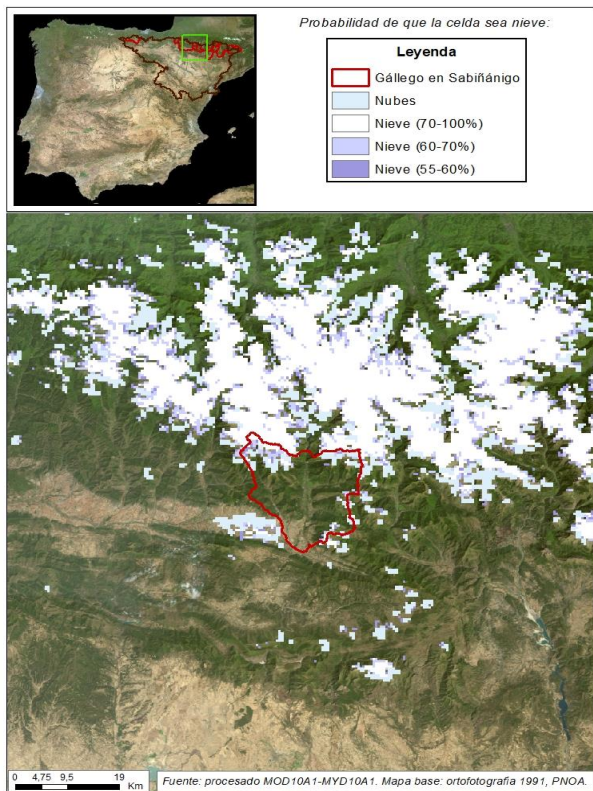 Probabilidad de que la celda sea nieve:
Leyenda
Gállego en Sabiñánigo
Nubes
Nieve (70-100%)
Nieve (60-70%)
Nieve (55-60%)
0 4,75 9,5 19
Km
Fuente: procesado MOD10A1-MYD10A1. Mapa base: ortofotografia 1991, PNOA.